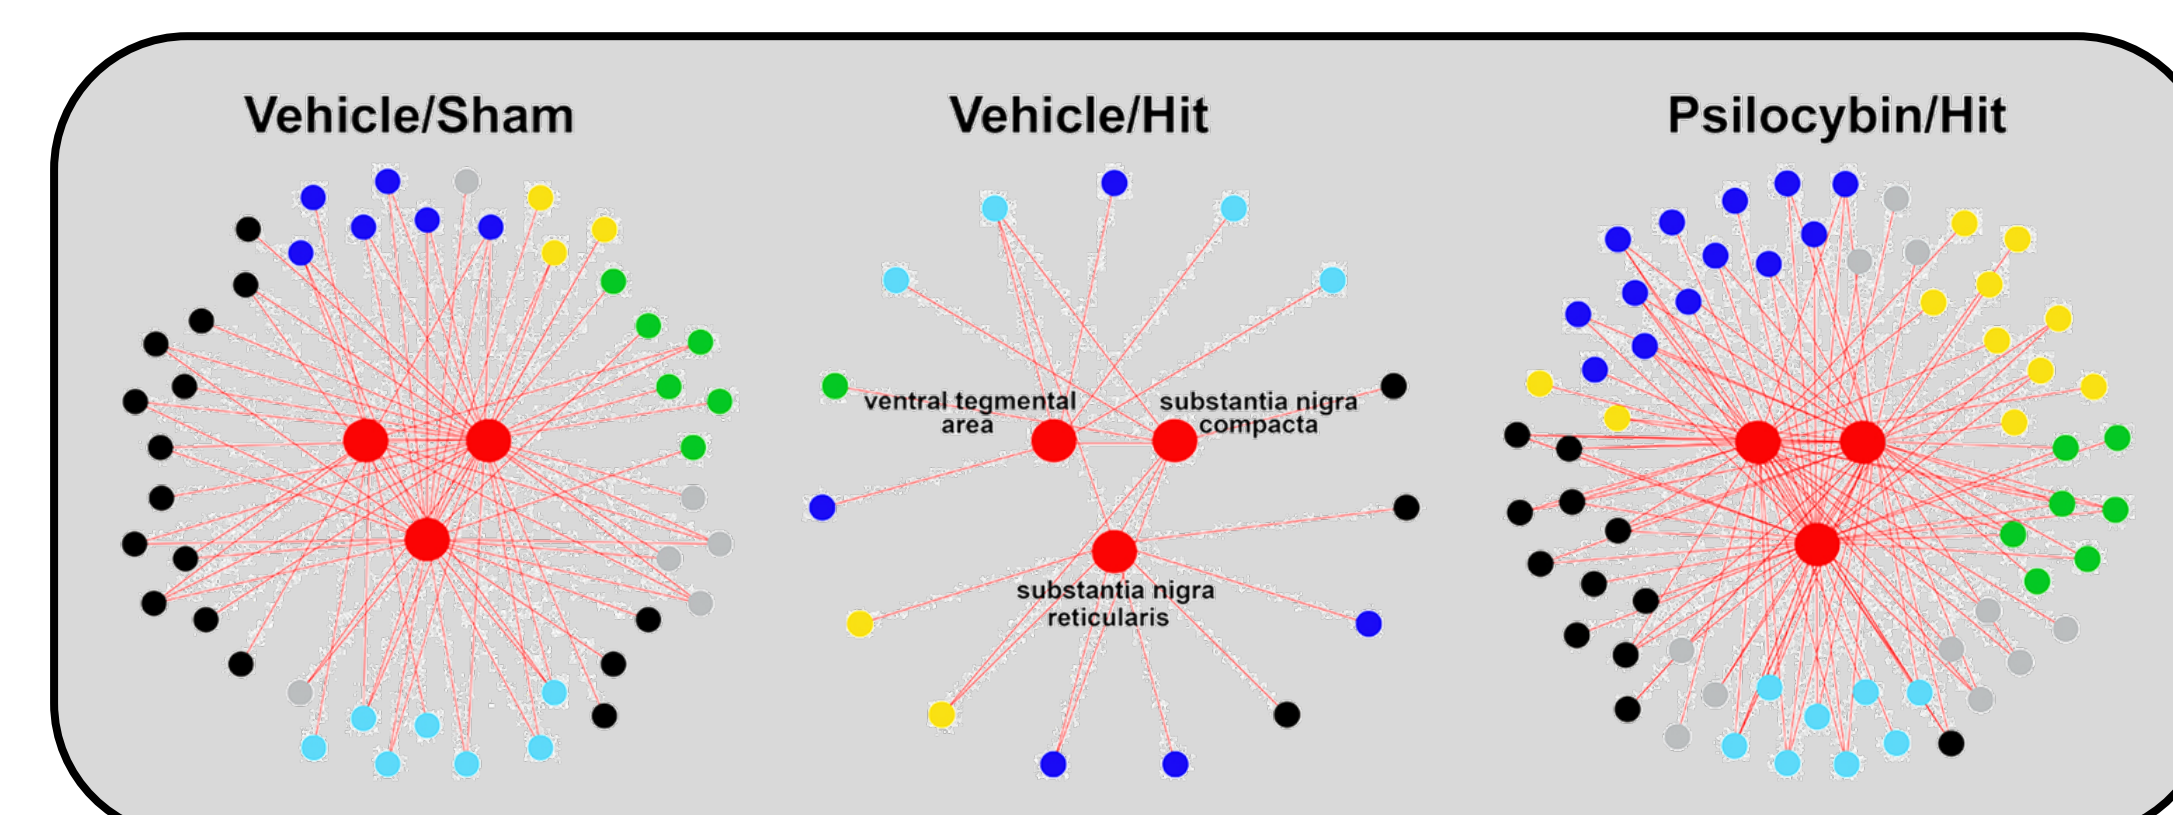 Vehicle/Sham
Vehicle/Hit
Psilocybin/Hit
ventral tegmental
area
substantia nigra
compacta
substantia nigra
reticularis